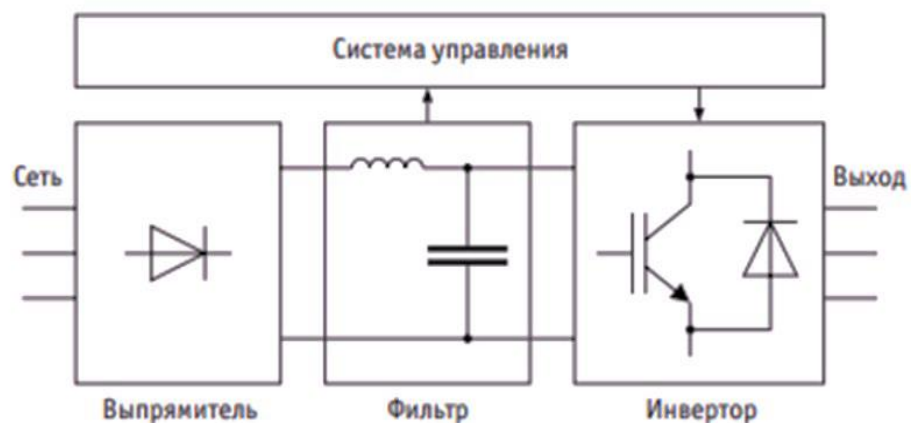 Система управления
Сеть
Выход
Выпрямитель
Фильтр
Инвертор